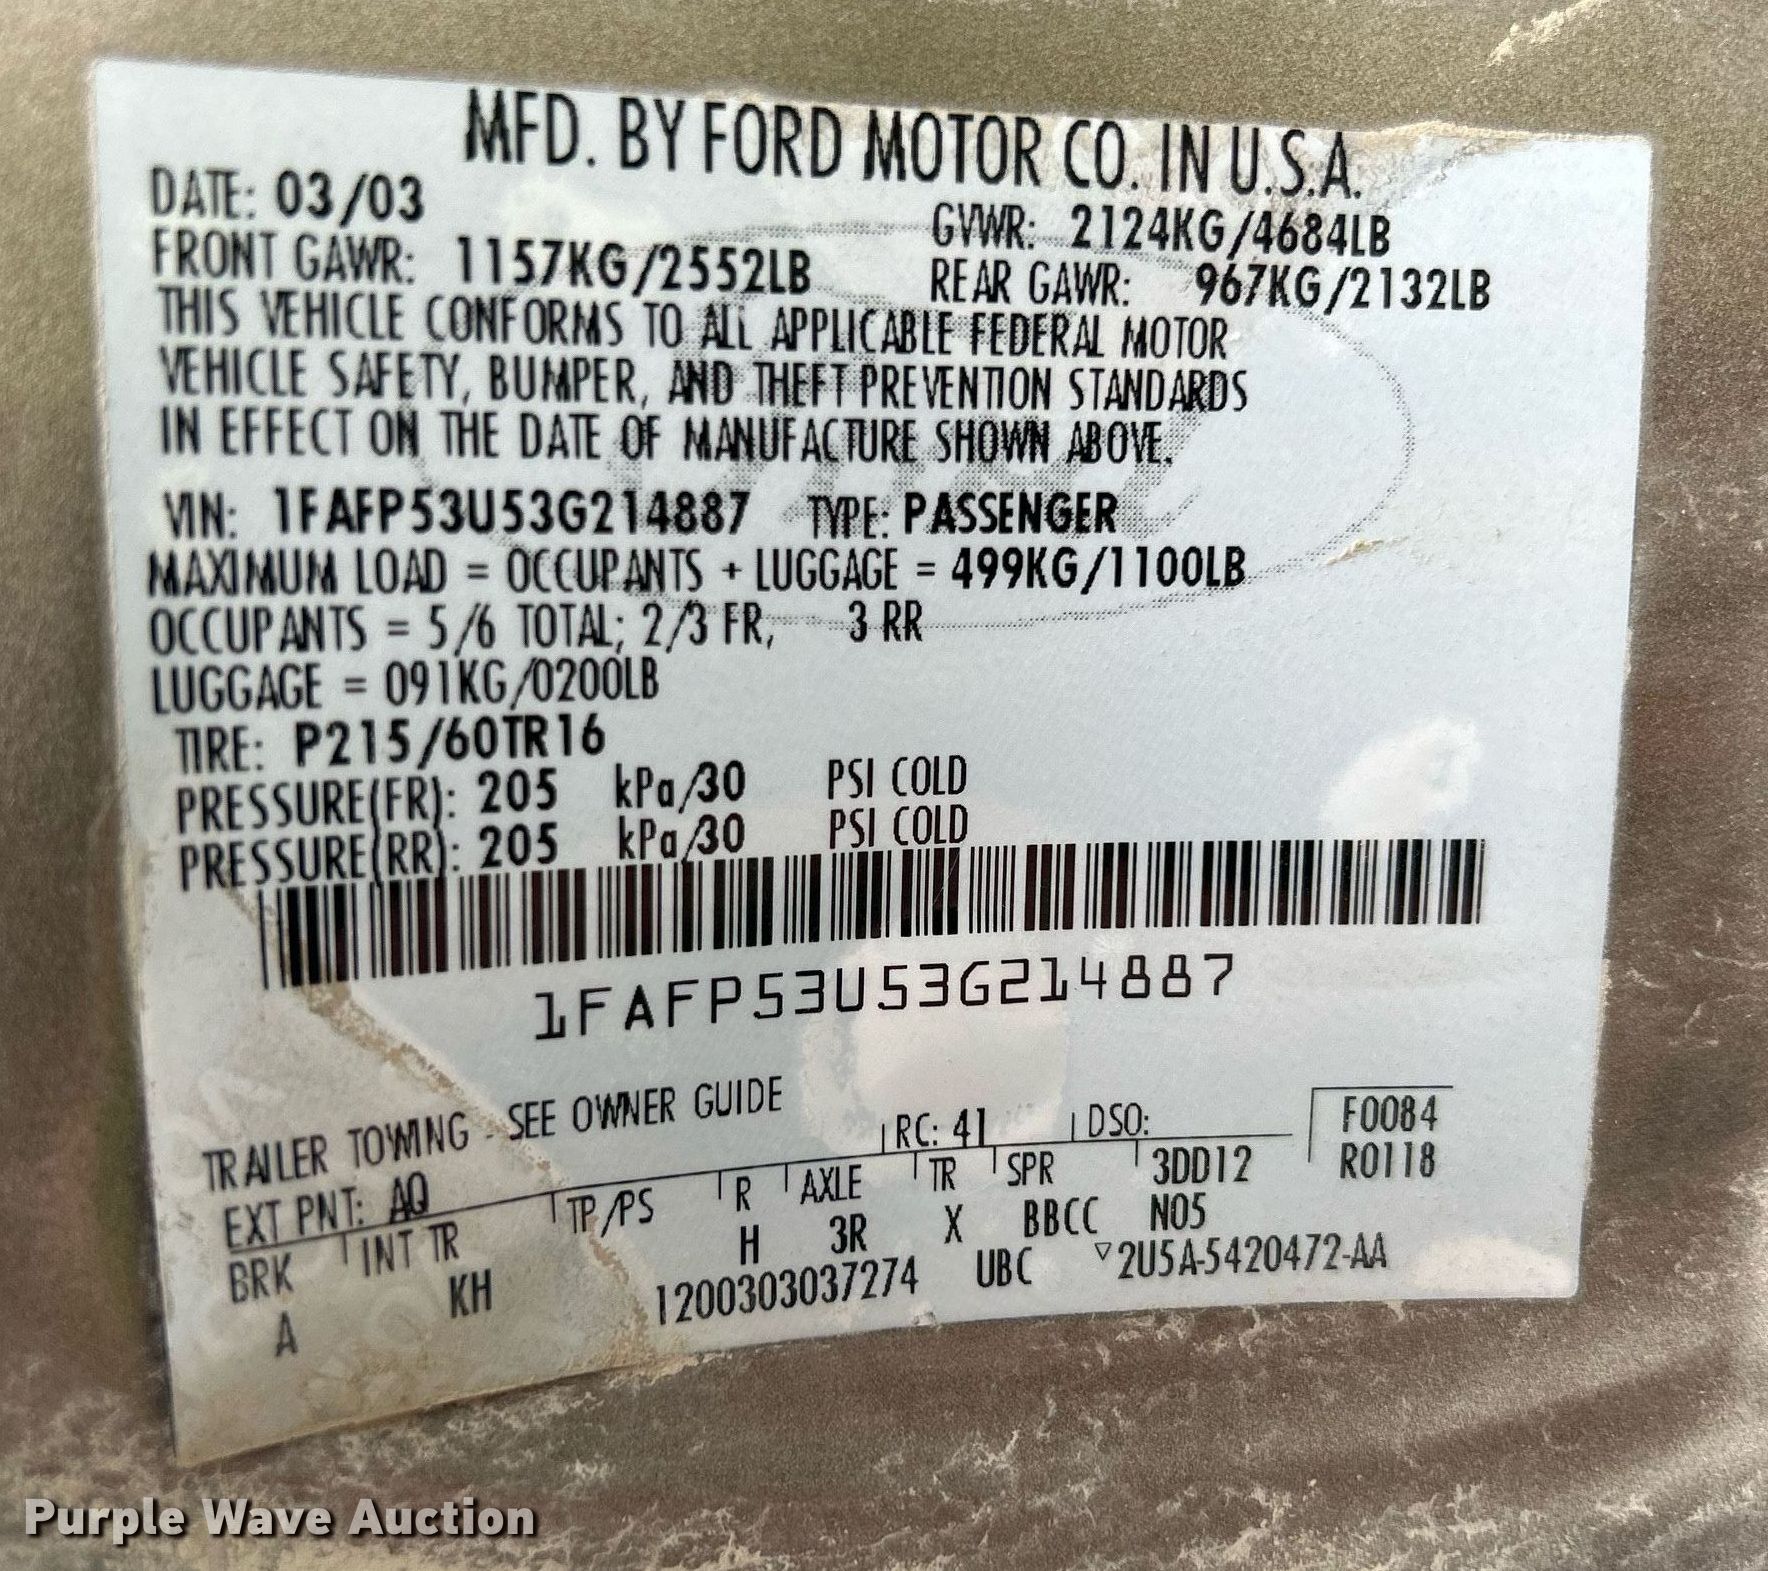 MFD. BY FORD MOTOR CO. IN U.S.A.
DATE: 03/03 GVWR: 2124KG/4684LB
FRONT GAWR: 1157KG/2552LB REAR GAWR: 967KG/2132LB
THIS VEHICLE CONFORMS TO ALL APPLICABLE FEDERAL MOTOR
VEHICLE SAFETY, BUMPER, AND THEFT PREVENTION STANDARDS
IN EFFECT ON THE DATE OF MANUFACTURE SHOWN ABOVE.
VIN: 1FAFP53U53G214887 TYPE: PASSENGER
MAXIMUM LOAD = OCCUPANTS + LUGGAGE = 499KG/1100LB
OCCUPANTS = 5/6 TOTAL; 2/3 FR, 3 RR
LUGGAGE = 091KG/0200LB
TIRE: P215/60TR16
PRESSURE(FR): 205 kPa/30 PSI COLD
PRESSURE(RR): 205 kPa/30 PSI COLD
1FAFP53U53G214887
TRAILER TOWING - SEE OWNER GUIDE
EXT PNT: AQ RC: 41 DSO: F0084
BRK INT TR TP/PS R AXLE TR SPR 3DD12 R0118
A KH H 3R X BBCC N05
1200303037274 UBC ▽2U5A-5420472-AA
Purple Wave Auction